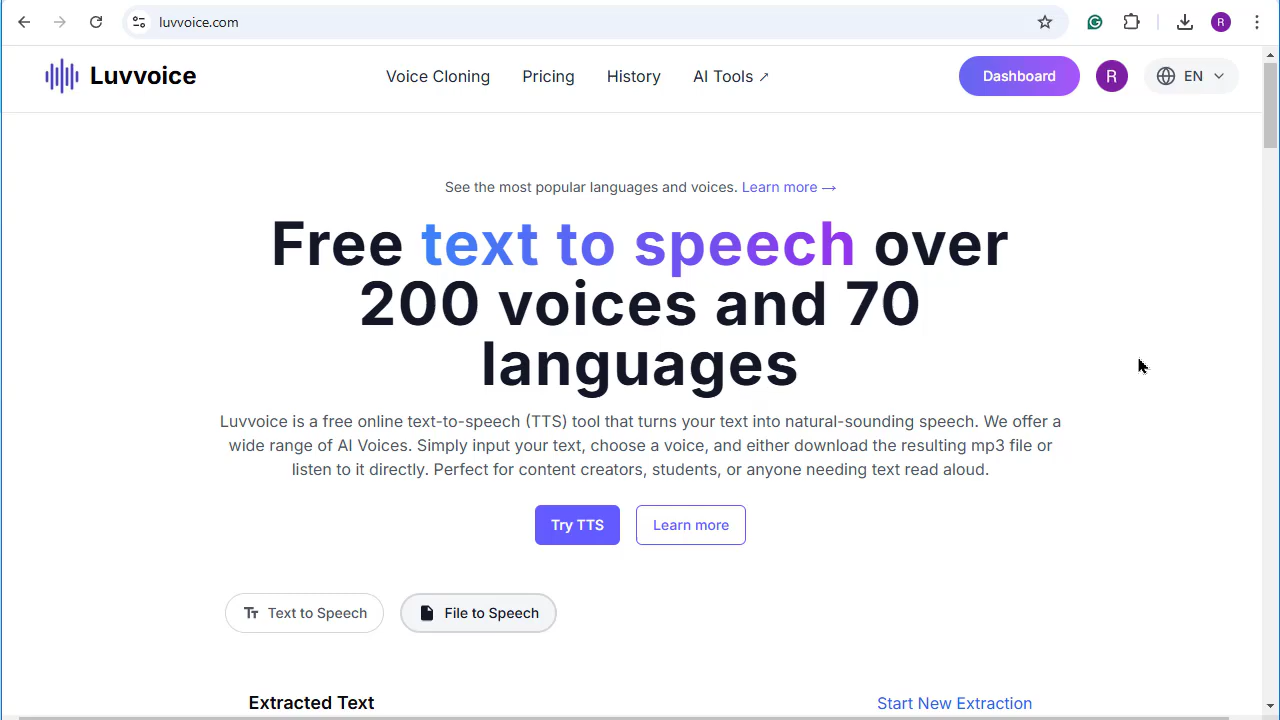 luvvoice.com
R
Luvvoice
Voice Cloning
Pricing
History
AI Tools ↗
Dashboard
R
EN
See the most popular languages and voices. Learn more →
Free text to speech over
200 voices and 70
languages
Luvvoice is a free online text-to-speech (TTS) tool that turns your text into natural-sounding speech. We offer a
wide range of AI Voices. Simply input your text, choose a voice, and either download the resulting mp3 file or
listen to it directly. Perfect for content creators, students, or anyone needing text read aloud.
Try TTS
Learn more
Text to Speech
File to Speech
Extracted Text
Start New Extraction